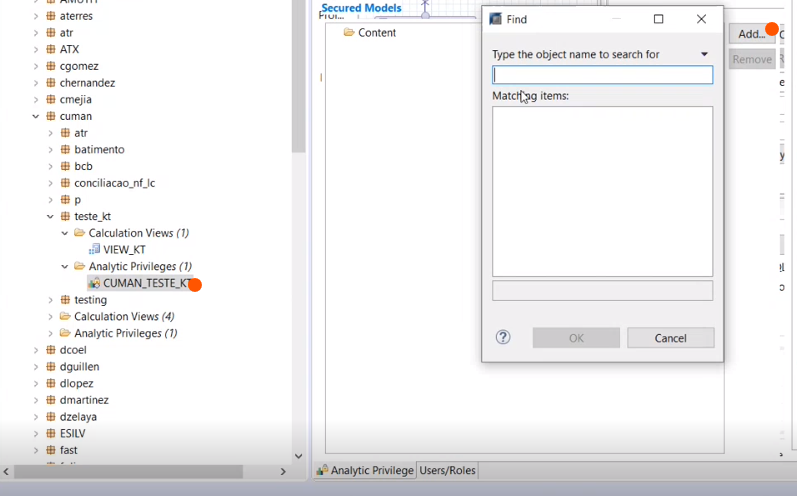 AMOTH
aterres
atr
ATX
cgomez
chernandez
cmejia
cuman
atr
batimento
bcb
conciliacao_nf_lc
p
teste_kt
Calculation Views (1)
VIEW_KT
Analytic Privileges (1)
CUMAN_TESTE_KT
testing
Calculation Views (4)
Analytic Privileges (1)
dcoel
dguillen
dlopez
dmartinez
dzelaya
ESILV
fast
Secured Models
Content
Find
Type the object name to search for
Matching items:
OK
Cancel
Add...
Remove
Analytic Privilege
Users/Roles